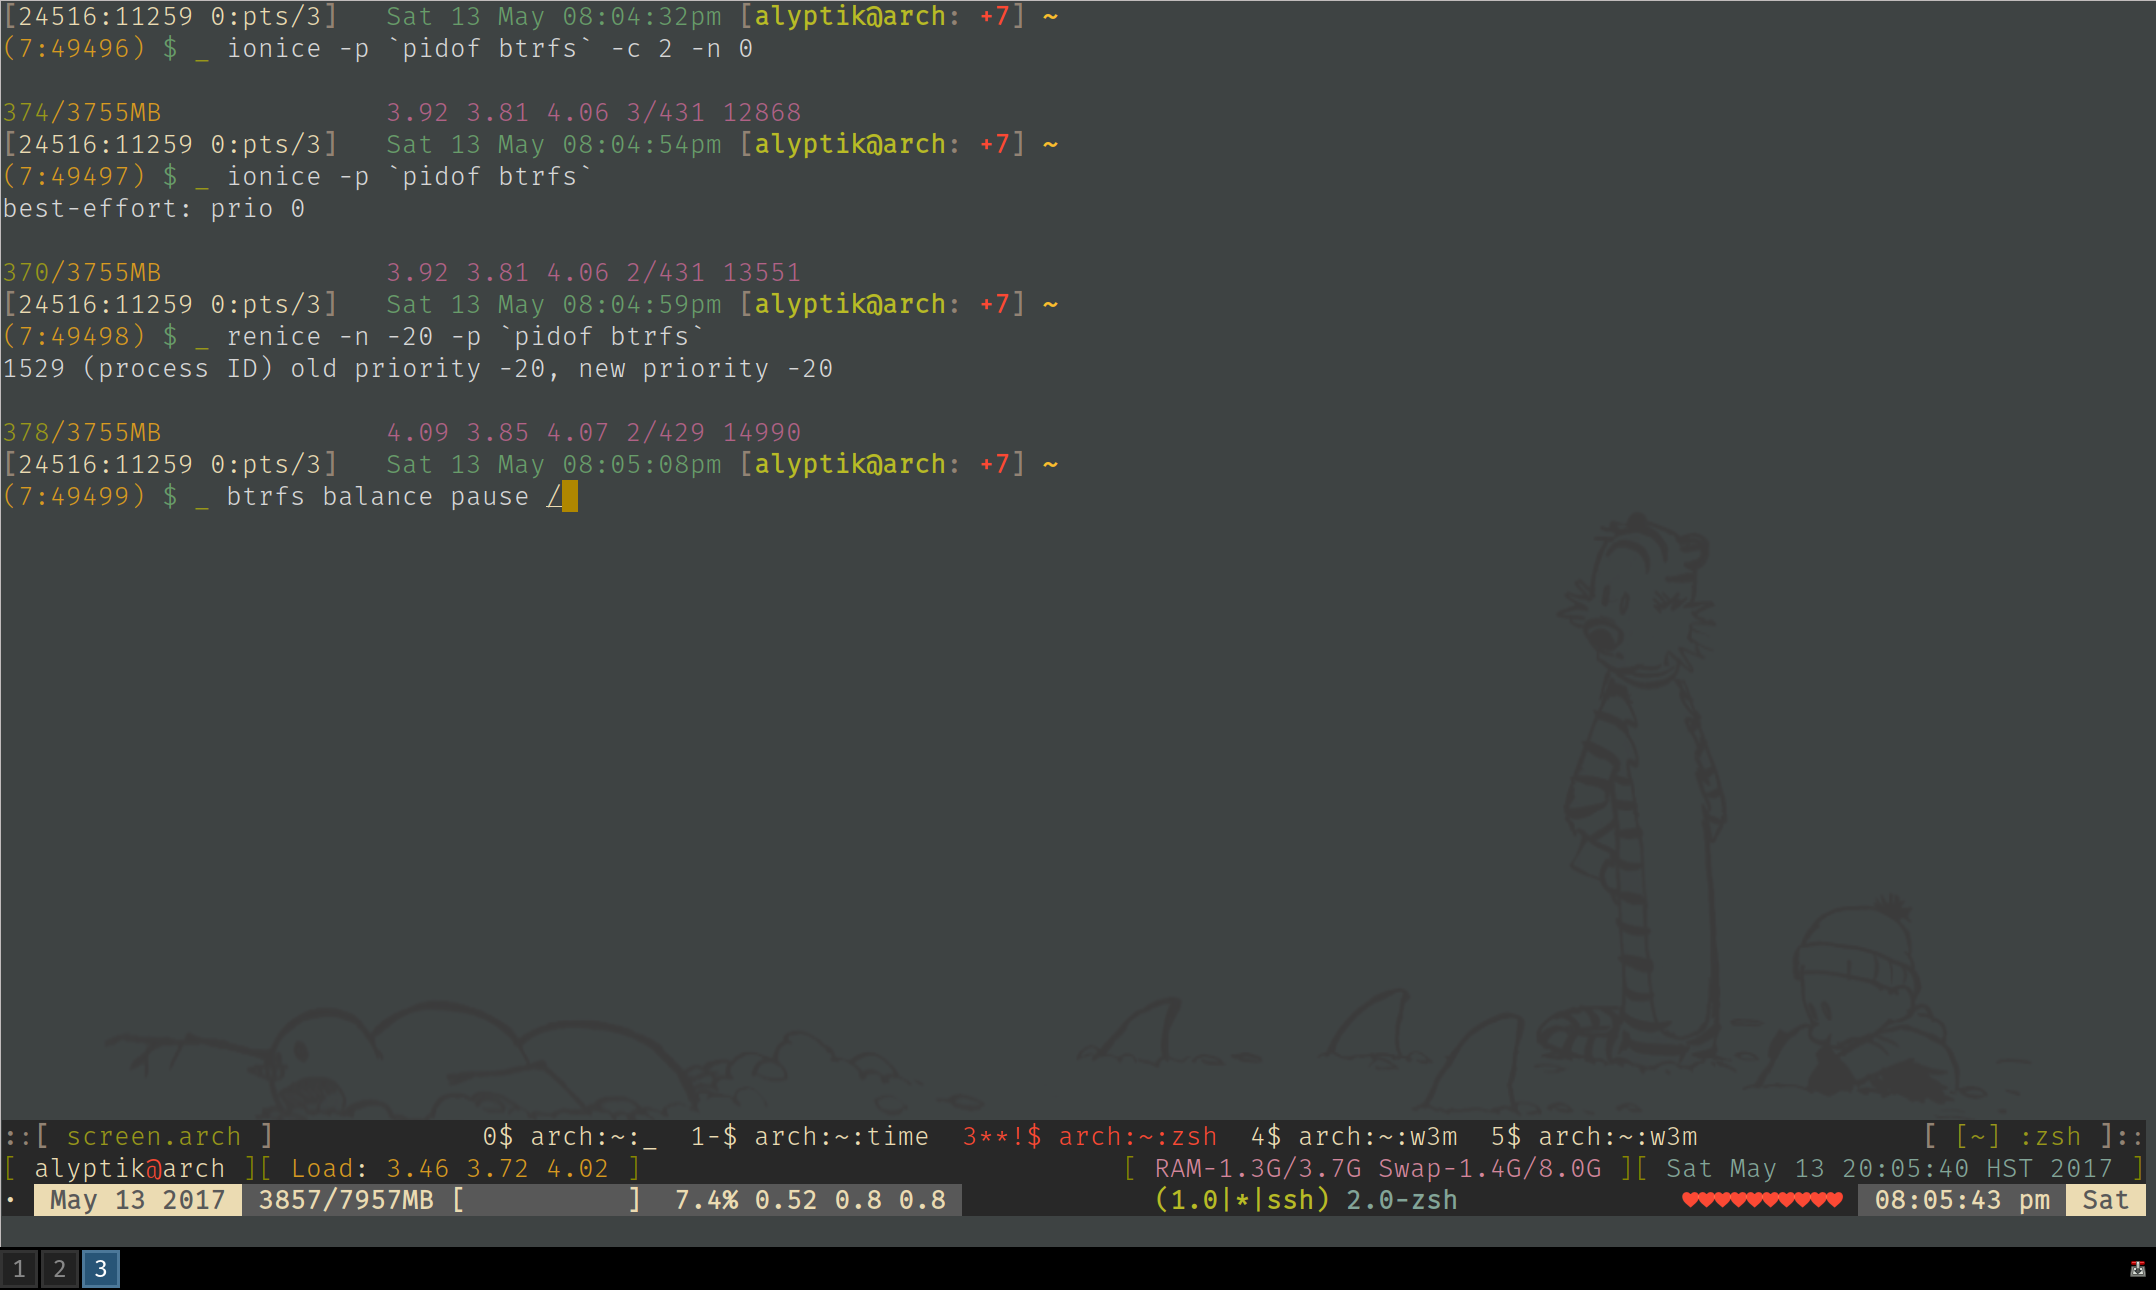 [24516:11259 0:pts/3]   Sat 13 May 08:04:32pm [alyptik@arch: +7] ~
(7:49496) $ _ ionice -p `pidof btrfs` -c 2 -n 0
374/3755MB              3.92 3.81 4.06 3/431 12868
[24516:11259 0:pts/3]   Sat 13 May 08:04:54pm [alyptik@arch: +7] ~
(7:49497) $ _ ionice -p `pidof btrfs`
best-effort: prio 0
370/3755MB              3.92 3.81 4.06 2/431 13551
[24516:11259 0:pts/3]   Sat 13 May 08:04:59pm [alyptik@arch: +7] ~
(7:49498) $ _ renice -n -20 -p `pidof btrfs`
1529 (process ID) old priority -20, new priority -20
378/3755MB              4.09 3.85 4.07 2/429 14990
[24516:11259 0:pts/3]   Sat 13 May 08:05:08pm [alyptik@arch: +7] ~
(7:49499) $ _ btrfs balance pause /
::[ screen.arch ]             0$ arch:~:_  1-$ arch:~:time  3**!$ arch:~:zsh  4$ arch:~:w3m  5$ arch:~:w3m              [ [~] :zsh ]::
[ alyptik@arch ][ Load: 3.46 3.72 4.02 ]                              [ RAM-1.3G/3.7G Swap-1.4G/8.0G ][ Sat May 13 20:05:40 HST 2017 ]
· May 13 2017  3857/7957MB [          ]  7.4% 0.52 0.8 0.8             (1.0|*|ssh) 2.0-zsh              ♥♥♥♥♥♥♥♥♥♥  08:05:43 pm  Sat
1 2 3